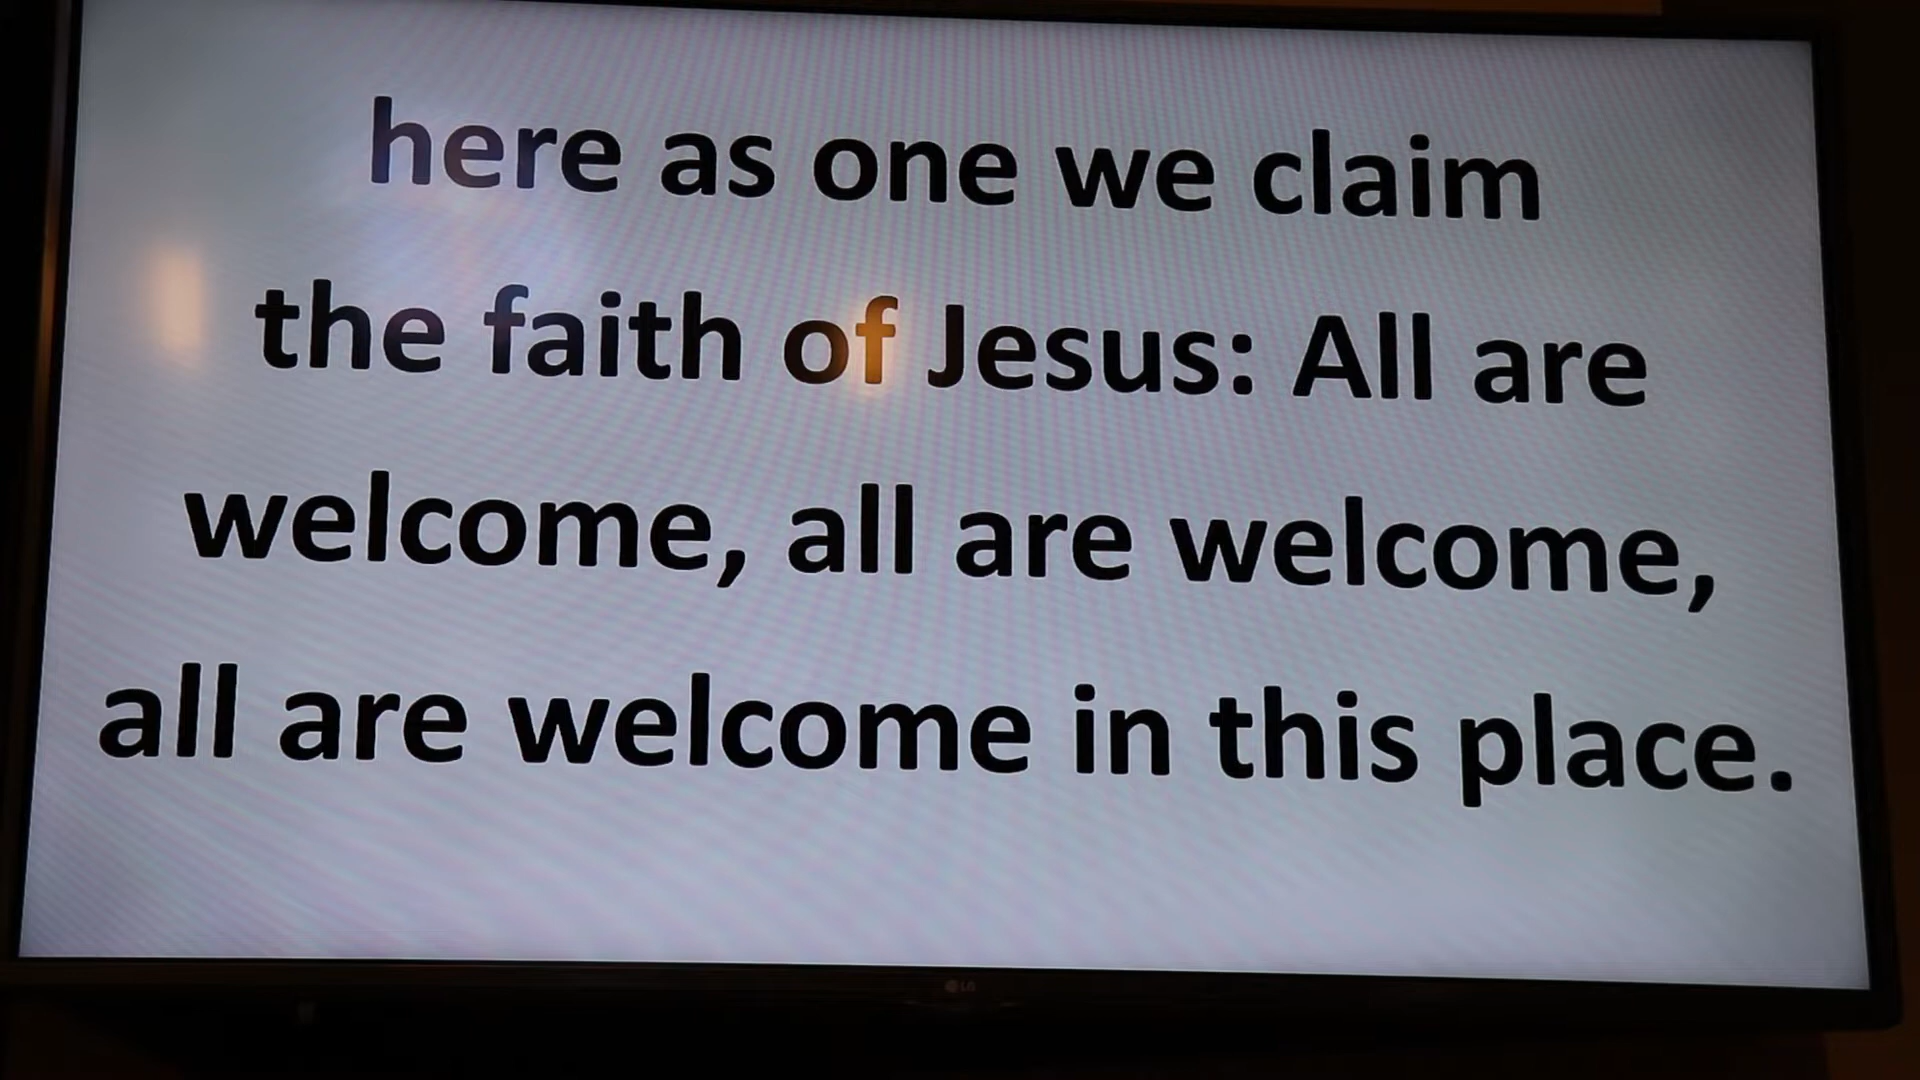 here as one we claim
the faith of Jesus: All are
welcome, all are welcome,
all are welcome in this place.
LG